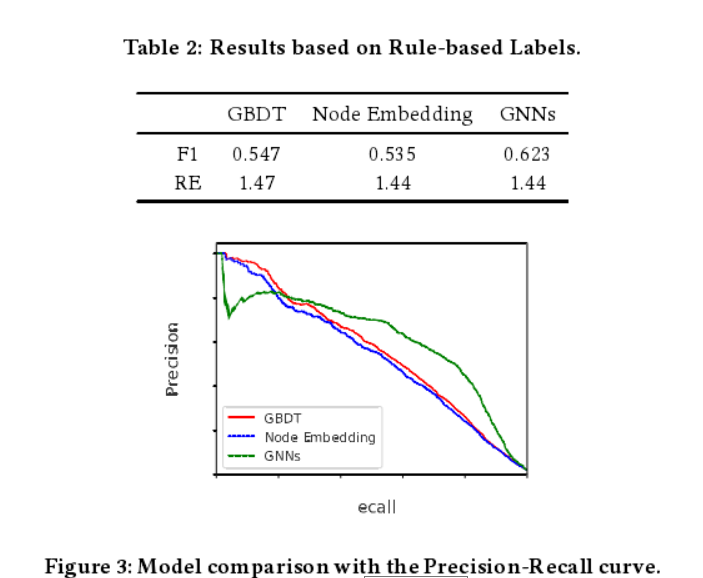 Table 2: Results based on Rule-based Labels.
GBDT Node Embedding GNNs
F1 0.547 0.535 0.623
RE 1.47 1.44 1.44
Precision
GBDT
Node Embedding
GNNs
ecall
Figure 3: Model comparison with the Precision-Recall curve.